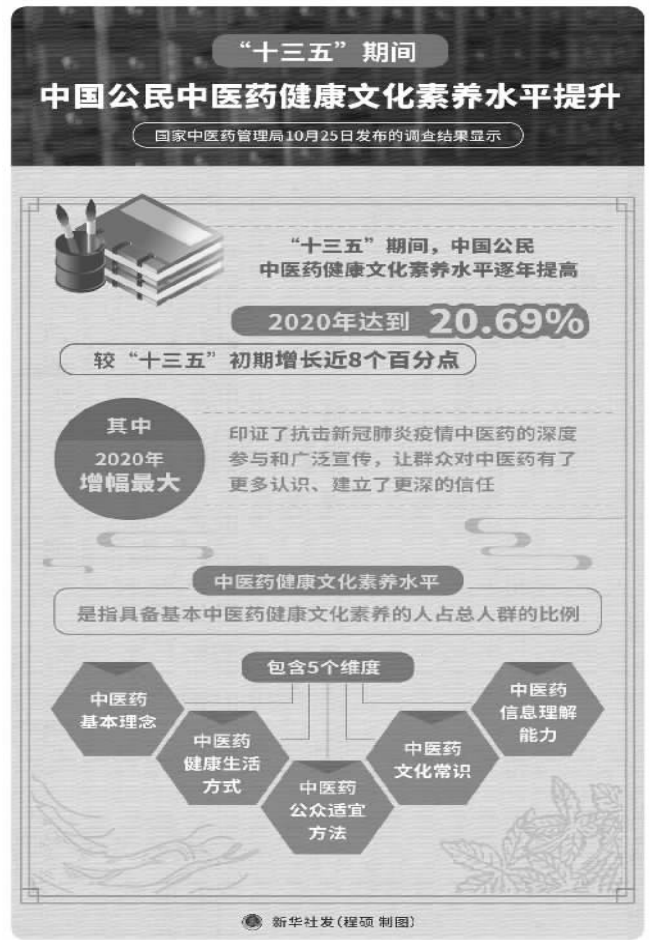 “十三五”期间
中国公民中医药健康文化素养水平提升
国家中医药管理局10月25日发布的调查结果显示
“十三五”期间，中国公民
中医药健康文化素养水平逐年提高
2020年达到 20.69%
较“十三五”初期增长近8个百分点
其中
2020年
增幅最大
印证了抗击新冠肺炎疫情中医药的深度
参与和广泛宣传，让群众对中医药有了
更多认识、建立了更深的信任
中医药健康文化素养水平
是指具备基本中医药健康文化素养的人占总人群的比例
包含5个维度
中医药
基本理念
中医药
健康生活
方式
中医药
公众适宜
方法
中医药
文化常识
中医药
信息理解
能力
新华社发（程硕 制图）